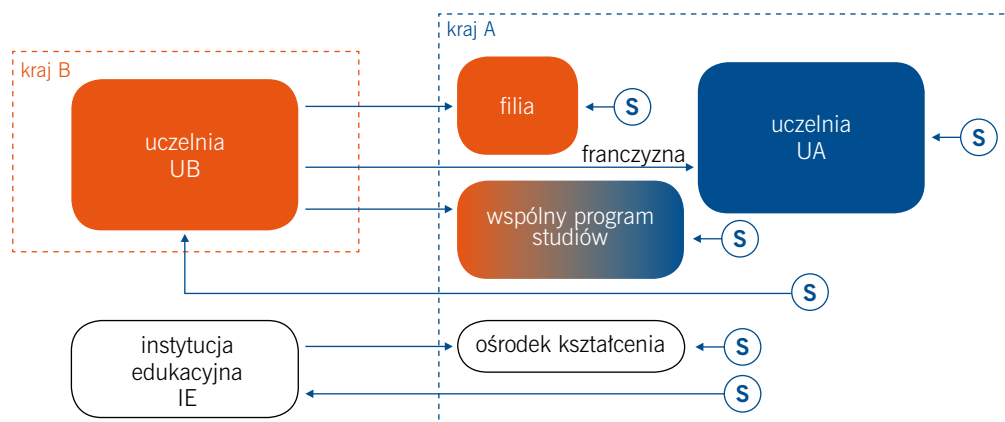 kraj A
kraj B
filia
S
uczelnia
UB
uczelnia
UA
S
franczyzna
wspólny program
studiów
S
S
instytucja
edukacyjna
IE
ośrodek kształcenia
S
S